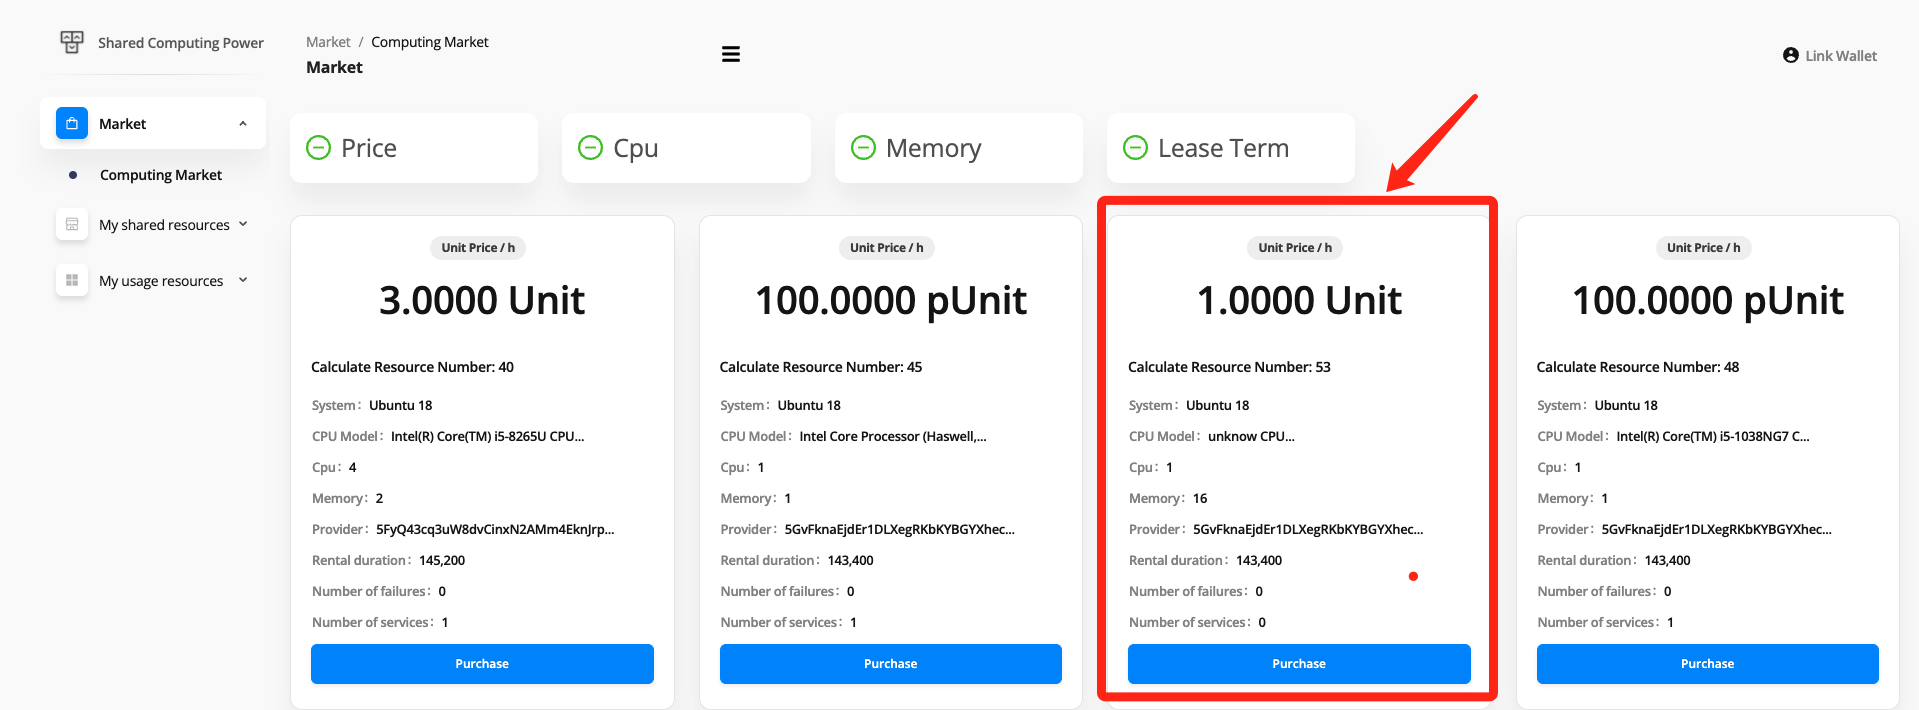 Shared Computing Power
Market / Computing Market
Market
Link Wallet
Market
Computing Market
My shared resources
My usage resources
Price
Cpu
Memory
Lease Term
Unit Price / h
3.0000 Unit
Calculate Resource Number: 40
System: Ubuntu 18
CPU Model: Intel(R) Core(TM) i5-8265U CPU...
Cpu: 4
Memory: 2
Provider: 5FyQ43cq3uW8dvCinxN2AMm4EknJrp...
Rental duration: 145,200
Number of failures: 0
Number of services: 1
Purchase
Unit Price / h
100.0000 pUnit
Calculate Resource Number: 45
System: Ubuntu 18
CPU Model: Intel Core Processor (Haswell,...
Cpu: 1
Memory: 1
Provider: 5GvFknaEjdEr1DLXegRKbKYBGYXhec...
Rental duration: 143,400
Number of failures: 0
Number of services: 1
Purchase
Unit Price / h
1.0000 Unit
Calculate Resource Number: 53
System: Ubuntu 18
CPU Model: unknow CPU...
Cpu: 1
Memory: 16
Provider: 5GvFknaEjdEr1DLXegRKbKYBGYXhec...
Rental duration: 143,400
Number of failures: 0
Number of services: 0
Purchase
Unit Price / h
100.0000 pUnit
Calculate Resource Number: 48
System: Ubuntu 18
CPU Model: Intel(R) Core(TM) i5-1038NG7 C...
Cpu: 1
Memory: 1
Provider: 5GvFknaEjdEr1DLXegRKbKYBGYXhec...
Rental duration: 143,400
Number of failures: 0
Number of services: 1
Purchase